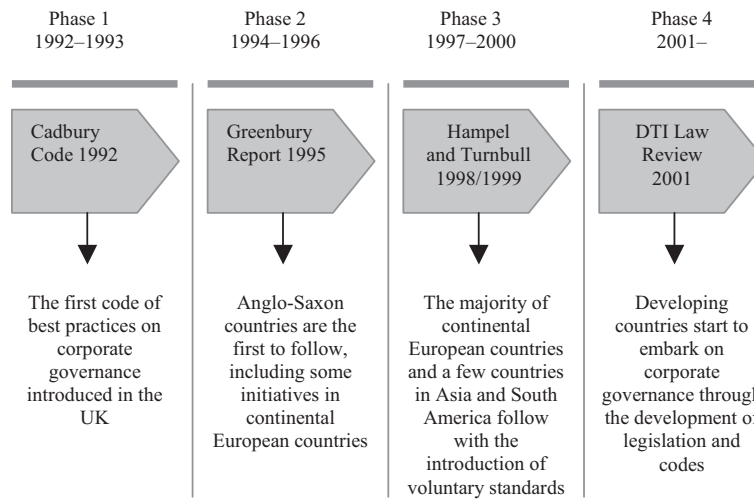 Phase 1
1992–1993
Phase 2
1994–1996
Phase 3
1997–2000
Phase 4
2001–
Cadbury
Code 1992
Greenbury
Report 1995
Hampel
and Turnbull
1998/1999
DTI Law
Review
2001
The first code of
best practices on
corporate
governance
introduced in the
UK
Anglo-Saxon
countries are the
first to follow,
including some
initiatives in
continental
European countries
The majority of
continental
European countries
and a few countries
in Asia and South
America follow
with the
introduction of
voluntary standards
Developing
countries start to
embark on
corporate
governance through
the development of
legislation and
codes